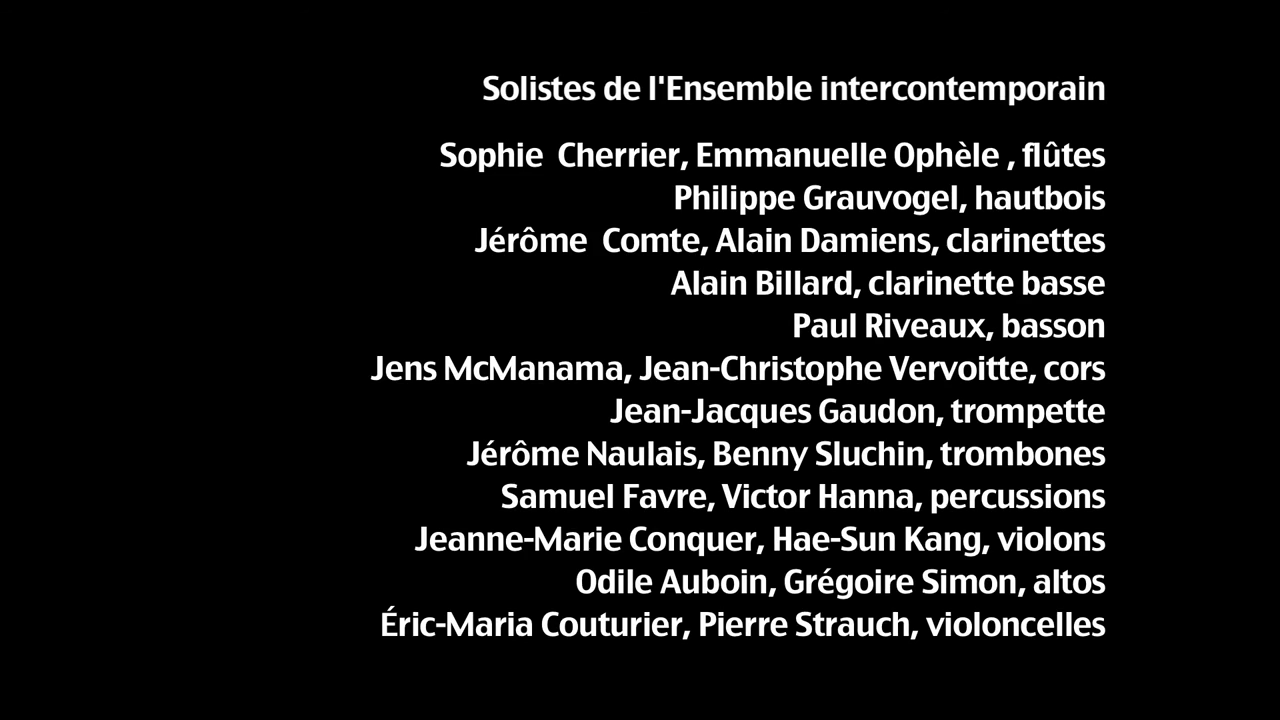 Solistes de l'Ensemble intercontemporain
Sophie  Cherrier, Emmanuelle Ophèle , flûtes
Philippe Grauvogel, hautbois
Jérôme  Comte, Alain Damiens, clarinettes
Alain Billard, clarinette basse
Paul Riveaux, basson
Jens McManama, Jean-Christophe Vervoitte, cors
Jean-Jacques Gaudon, trompette
Jérôme Naulais, Benny Sluchin, trombones
Samuel Favre, Victor Hanna, percussions
Jeanne-Marie Conquer, Hae-Sun Kang, violons
Odile Auboin, Grégoire Simon, altos
Éric-Maria Couturier, Pierre Strauch, violoncelles